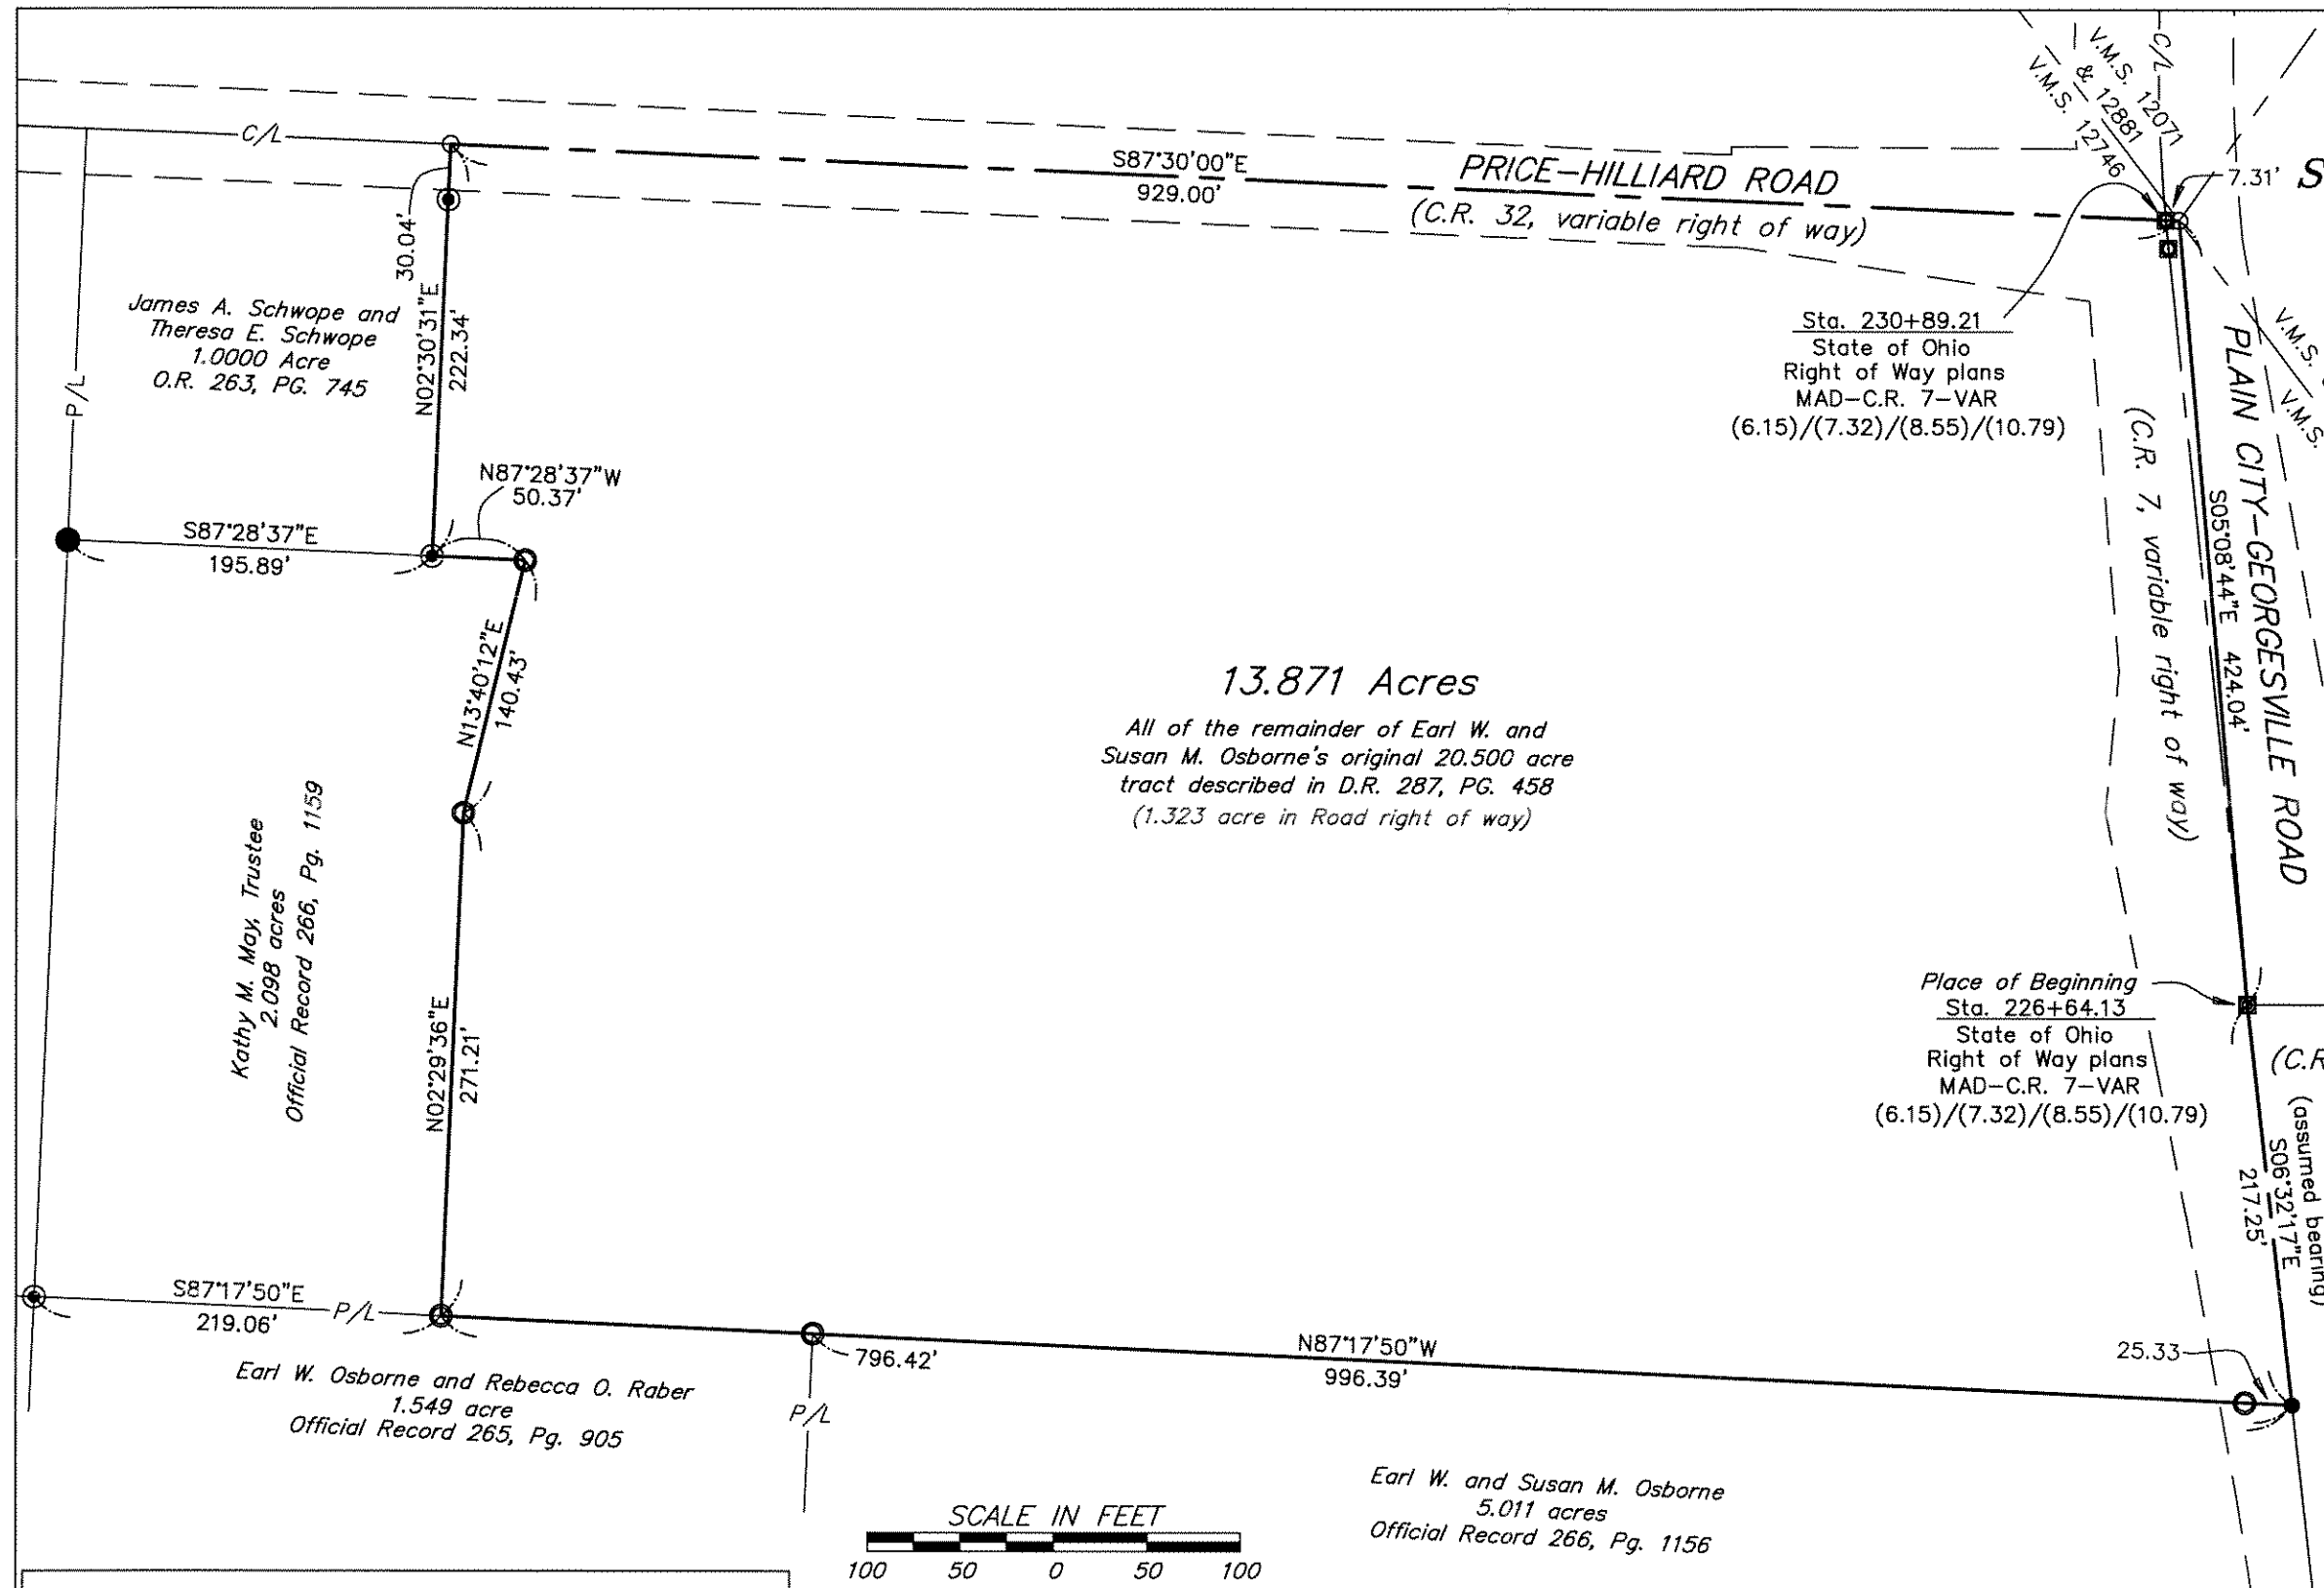 C/L
S87°30'00"E
929.00'
PRICE-HILLIARD ROAD
(C.R. 32, variable right of way)
V.M.S. 12071
& 12881
V.M.S. 12746
C/L
7.31'
S
30.04'
N02°30'31"E
222.34'
James A. Schwope and
Theresa E. Schwope
1.0000 Acre
O.R. 263, PG. 745
P/L
Sta. 230+89.21
State of Ohio
Right of Way plans
MAD-C.R. 7-VAR
(6.15)/(7.32)/(8.55)/(10.79)
V.M.S.
V.M.S.
PLAIN CITY-GEORGESVILLE ROAD
(C.R. 7, variable right of way)
S05°08'44"E 424.04'
N87°28'37"W
50.37'
S87°28'37"E
195.89'
N13°40'12"E
140.43'
13.871 Acres
All of the remainder of Earl W. and
Susan M. Osborne's original 20.500 acre
tract described in D.R. 287, PG. 458
(1.323 acre in Road right of way)
Kathy M. May, Trustee
2.098 acres
Official Record 266, Pg. 1159
N02°29'36"E
271.21'
Place of Beginning
Sta. 226+64.13
State of Ohio
Right of Way plans
MAD-C.R. 7-VAR
(6.15)/(7.32)/(8.55)/(10.79)
(C.R
(assumed bearing)
S06°32'17"E
217.25'
S87°17'50"E
219.06'
P/L
796.42'
N87°17'50"W
996.39'
25.33
Earl W. Osborne and Rebecca O. Raber
1.549 acre
Official Record 265, Pg. 905
P/L
Earl W. and Susan M. Osborne
5.011 acres
Official Record 266, Pg. 1156
SCALE IN FEET
100 50 0 50 100